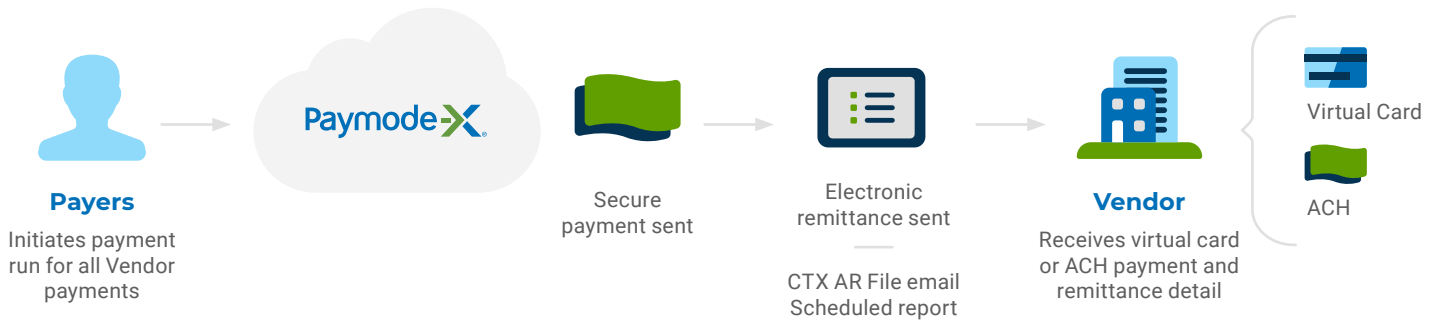 Payers
Initiates payment
run for all Vendor
payments
Paymode-X®
Secure
payment sent
Electronic
remittance sent
CTX AR File email
Scheduled report
Vendor
Receives virtual card
or ACH payment and
remittance detail
Virtual Card
ACH